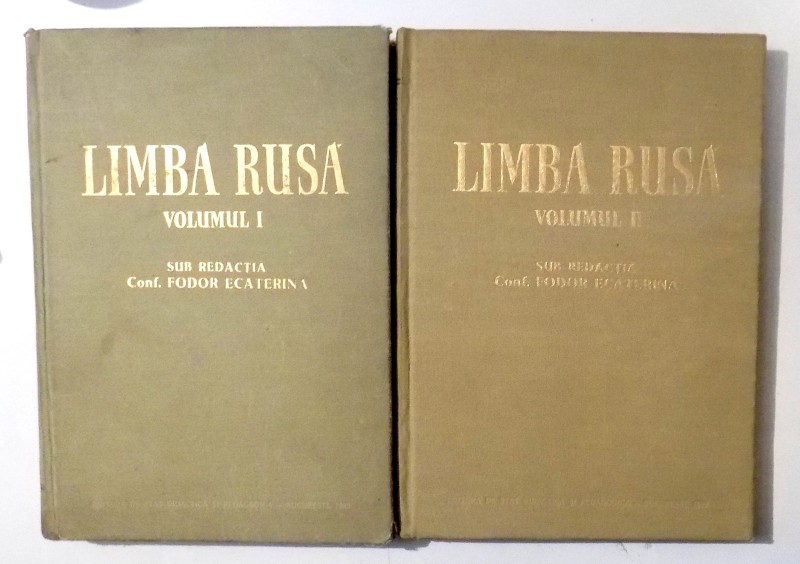 LIMBA RUSĂ
VOLUMUL I
SUB REDACȚIA
Conf. FODOR ECATERINA
LIMBA RUSĂ
VOLUMUL II
SUB REDACȚIA
Conf. FODOR ECATERINA